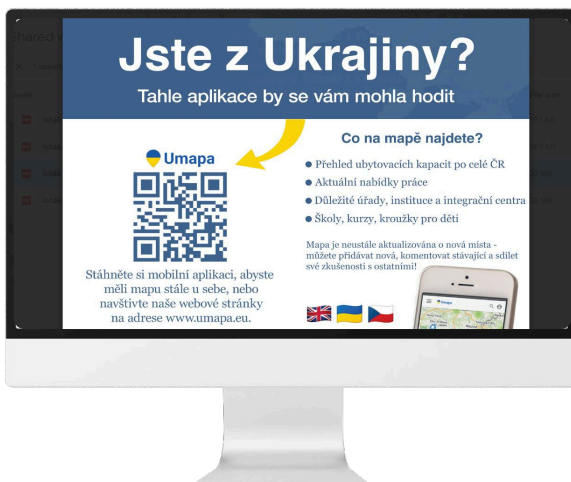 Jste z Ukrajiny?
Tahle aplikace by se vám mohla hodit
Umapa
Stáhněte si mobilní aplikaci, abyste
měli mapu stále u sebe, nebo
navštivte naše webové stránky
na adrese www.umapa.eu.
Co na mapě najdete?
Přehled ubytovacích kapacit po celé ČR
Aktuální nabídky práce
Důležité úřady, instituce a integrační centra
Školy, kurzy, kroužky pro děti
Mapa je neustále aktualizována o nová místa -
můžete přidávat nová, komentovat stávající a sdílet
své zkušenosti s ostatními!
Umapa